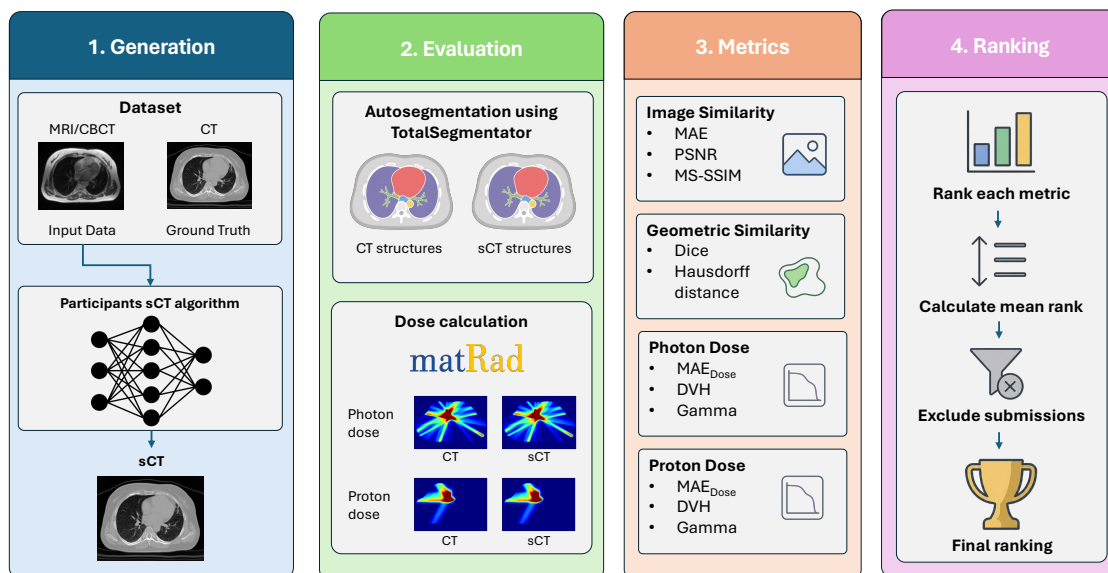 1. Generation
Dataset
MRI/CBCT
CT
Input Data
Ground Truth
Participants sCT algorithm
sCT
2. Evaluation
Autosegmentation using
TotalSegmentator
CT structures
sCT structures
Dose calculation
matRad
Photon
dose
CT
sCT
Proton
dose
CT
sCT
3. Metrics
Image Similarity
• MAE
• PSNR
• MS-SSIM
Geometric Similarity
• Dice
• Hausdorff
distance
Photon Dose
• MAE_Dose
• DVH
• Gamma
Proton Dose
• MAE_Dose
• DVH
• Gamma
4. Ranking
Rank each metric
Calculate mean rank
Exclude submissions
Final ranking